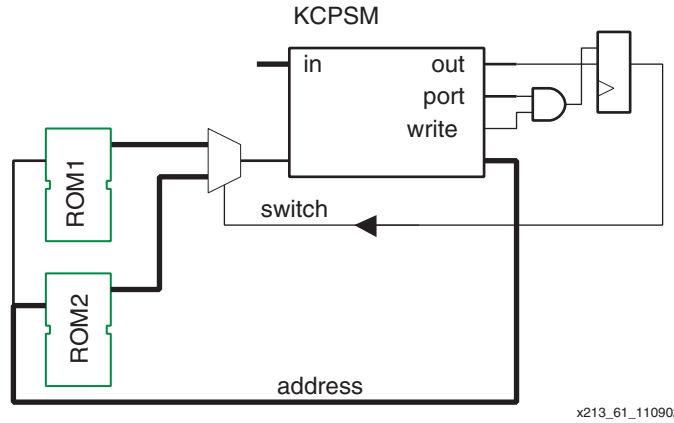 KCPSM
in
out
port
write
ROM1
switch
ROM2
address